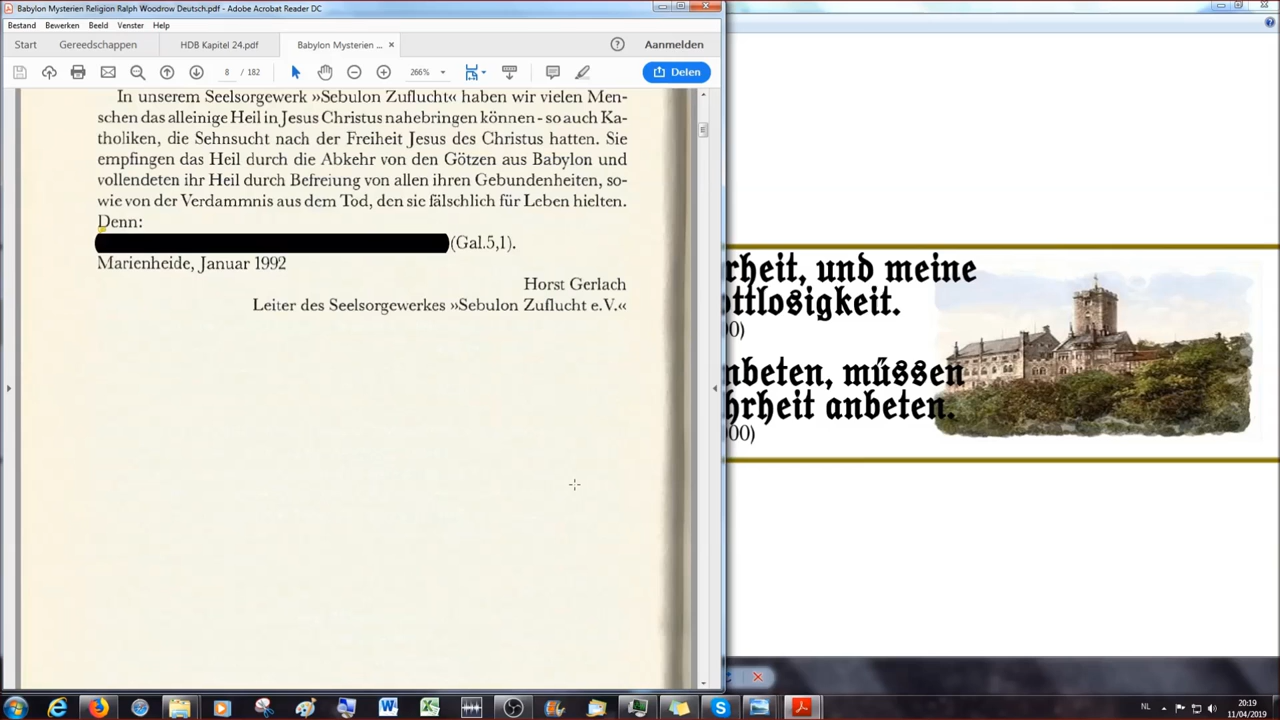 Babylon Mysterien Religion Ralph Woodrow Deutsch.pdf - Adobe Acrobat Reader DC
Bestand Bewerken Beeld Venster Help
Start Gereedschappen HDB Kapitel 24.pdf Babylon Mysterien ... × ? Aanmelden
8 / 182 266% Delen
In unserem Seelsorgewerk »Sebulon Zuflucht« haben wir vielen Men-
schen das alleinige Heil in Jesus Christus nahebringen können - so auch Ka-
tholiken, die Sehnsucht nach der Freiheit Jesus des Christus hatten. Sie
empfingen das Heil durch die Abkehr von den Götzen aus Babylon und
vollendeten ihr Heil durch Befreiung von allen ihren Gebundenheiten, so-
wie von der Verdammnis aus dem Tod, den sie fälschlich für Leben hielten.
Denn:
(Gal.5,1).
Marienheide, Januar 1992
Horst Gerlach
Leiter des Seelsorgewerkes »Sebulon Zuflucht e.V.«
rheit, und meine
ttlosigkeit.
00)
nbeten, müssen
hrheit anbeten.
00)
NL 20:19
11/04/2019